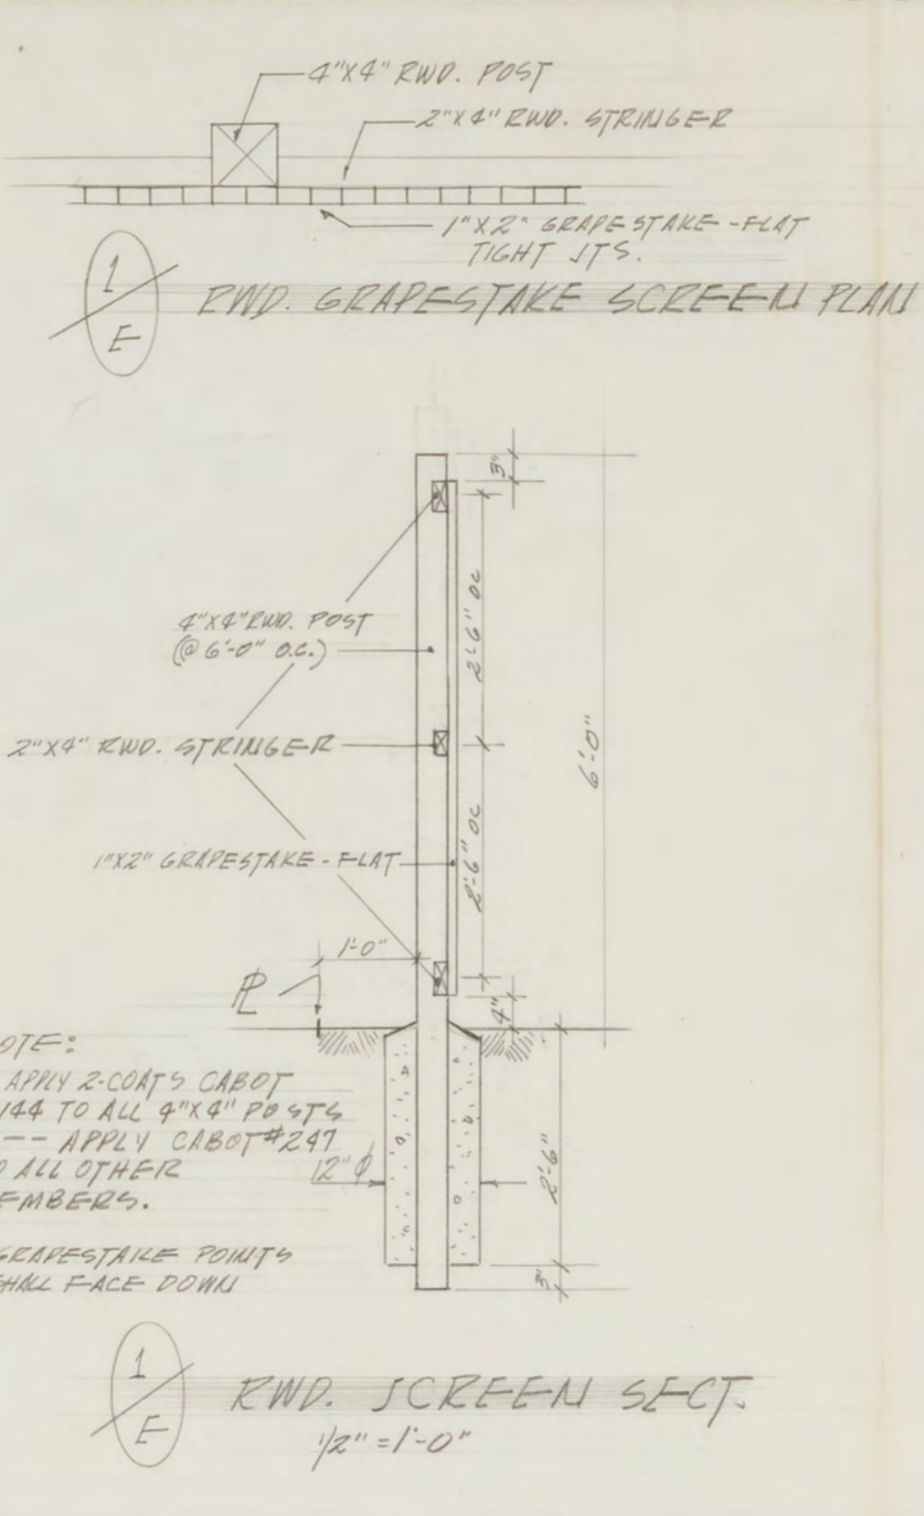 4"X4" RWD. POST
2"X4" RWD. STRINGER
1"X2" GRAPESTAKE-FLAT
TIGHT JTS.
1
E
RWD. GRAPESTAKE SCREEN PLAN
3"
4"X4" RWD. POST
(@ 6'-0" O.C.)
2'-6" OC
2"X4" RWD. STRINGER
6'-0"
1"X2" GRAPESTAKE-FLAT
2'-6" OC
1'-0"
PL
4"
OTE:
APPLY 2-COATS CABOT
144 TO ALL 4"X4" POSTS
-- APPLY CABOT #247
O ALL OTHER
EMBERS.
12" φ
2'-6"
GRAPESTAKE POINTS
SHALL FACE DOWN
3"
1
E
RWD. SCREEN SECT.
1/2" = 1'-0"